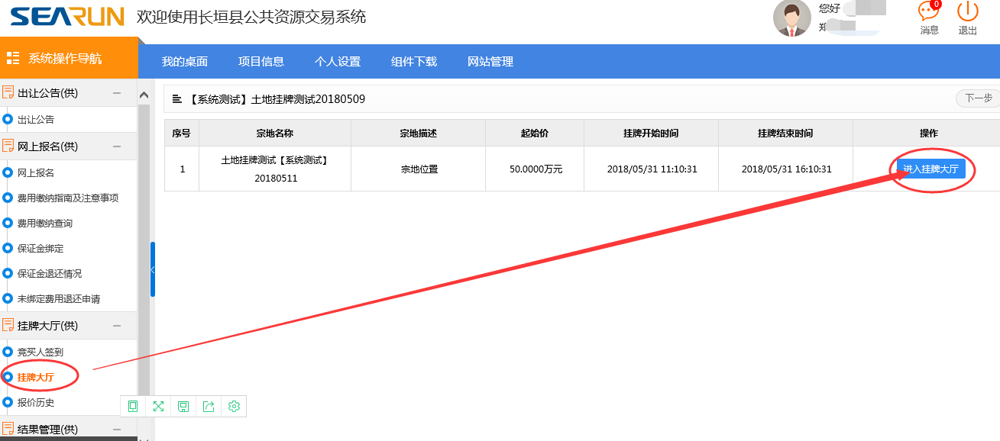 SEARUN
欢迎使用长垣县公共资源交易系统
您好
郑
0
消息
退出
系统操作导航
我的桌面
项目信息
个人设置
组件下载
网站管理
出让公告(供)
出让公告
网上报名(供)
网上报名
费用缴纳指南及注意事项
费用缴纳查询
保证金绑定
保证金退还情况
未绑定费用退还申请
挂牌大厅(供)
竞买人签到
挂牌大厅
报价历史
结果管理(供)
【系统测试】土地挂牌测试20180509
下一步
序号 宗地名称 宗地描述 起始价 挂牌开始时间 挂牌结束时间 操作
1 土地挂牌测试【系统测试】 宗地位置 50.0000万元 2018/05/31 11:10:31 2018/05/31 16:10:31 进入挂牌大厅
20180511